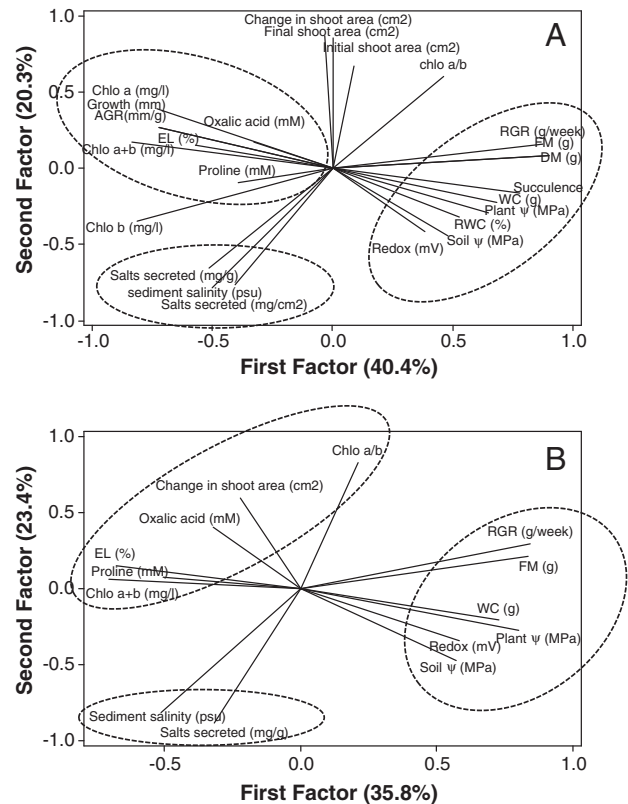 A
Change in shoot area (cm2)
Final shoot area (cm2)
Initial shoot area (cm2)
chlo a/b
Chlo a (mg/l)
Growth (mm)
AGR(mm/g)
Oxalic acid (mM)
EL (%)
Chlo a+b (mg/l)
Proline (mM)
Chlo b (mg/l)
RGR (g/week)
FM (g)
DM (g)
Succulence
WC (g)
Plant ψ (MPa)
RWC (%)
Soil ψ (MPa)
Redox (mV)
Salts secreted (mg/g)
sediment salinity (psu)
Salts secreted (mg/cm2)
1.0
0.5
0.0
-0.5
-1.0
Second Factor (20.3%)
-1.0
-0.5
0.0
0.5
1.0
First Factor (40.4%)
B
Chlo a/b
Change in shoot area (cm2)
Oxalic acid (mM)
EL (%)
Proline (mM)
Chlo a+b (mg/l)
RGR (g/week)
FM (g)
WC (g)
Plant ψ (MPa)
Redox (mV)
Soil ψ (MPa)
Sediment salinity (psu)
Salts secreted (mg/g)
1.0
0.5
0.0
-0.5
-1.0
Second Factor (23.4%)
-0.5
0.0
0.5
1.0
First Factor (35.8%)